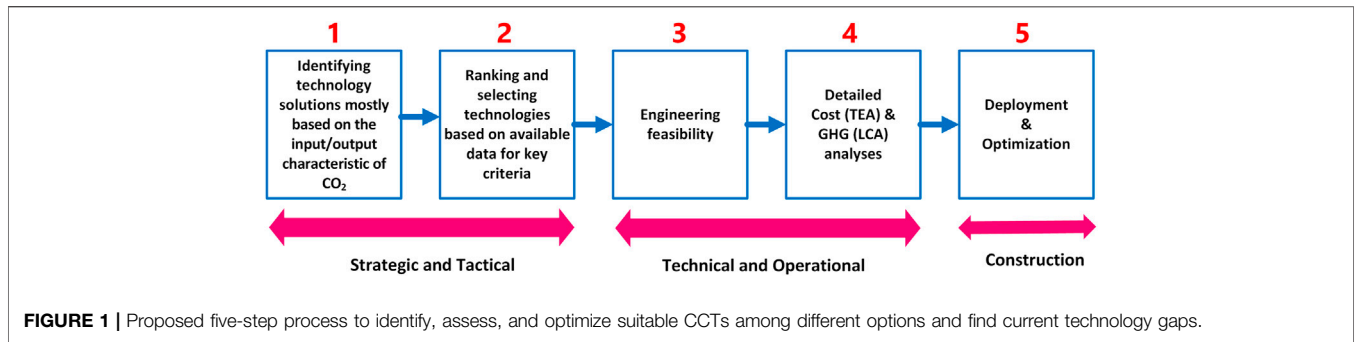 1
Identifying
technology
solutions mostly
based on the
input/output
characteristic of
CO₂
2
Ranking and
selecting
technologies
based on available
data for key
criteria
3
Engineering
feasibility
4
Detailed
Cost (TEA) &
GHG (LCA)
analyses
5
Deployment
&
Optimization
Strategic and Tactical
Technical and Operational
Construction
FIGURE 1 | Proposed five-step process to identify, assess, and optimize suitable CCTs among different options and find current technology gaps.